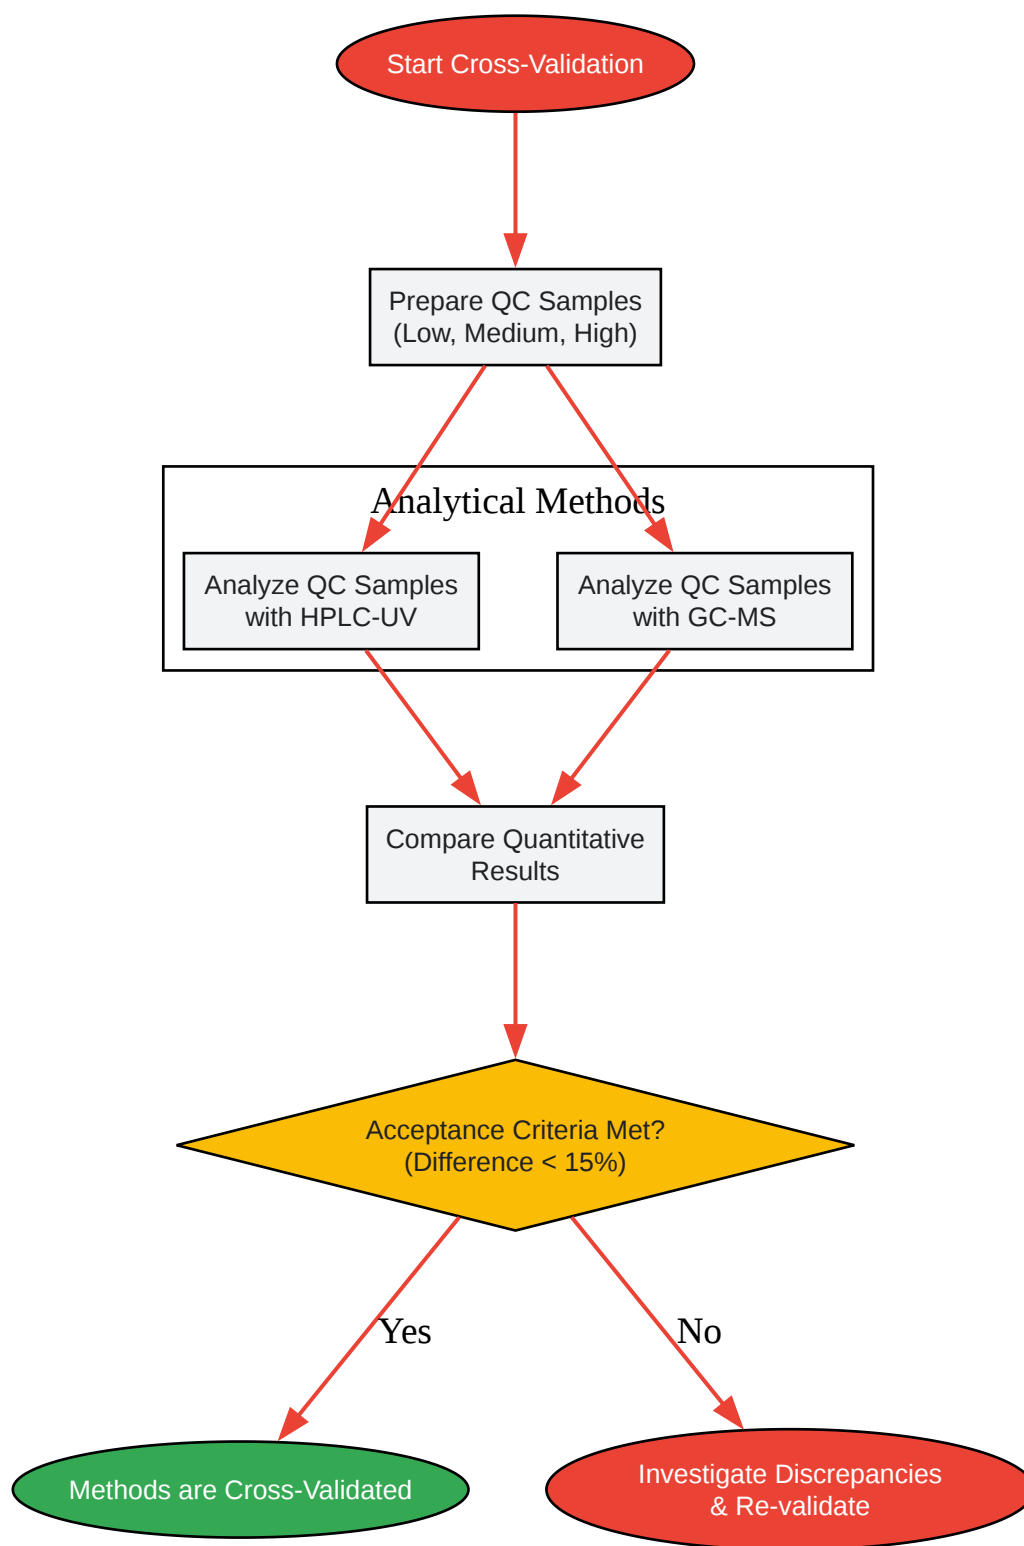 Start Cross-Validation
Prepare QC Samples
(Low, Medium, High)
Analytical Methods
Analyze QC Samples
with HPLC-UV
Analyze QC Samples
with GC-MS
Compare Quantitative
Results
Acceptance Criteria Met?
(Difference < 15%)
Yes
No
Methods are Cross-Validated
Investigate Discrepancies
& Re-validate